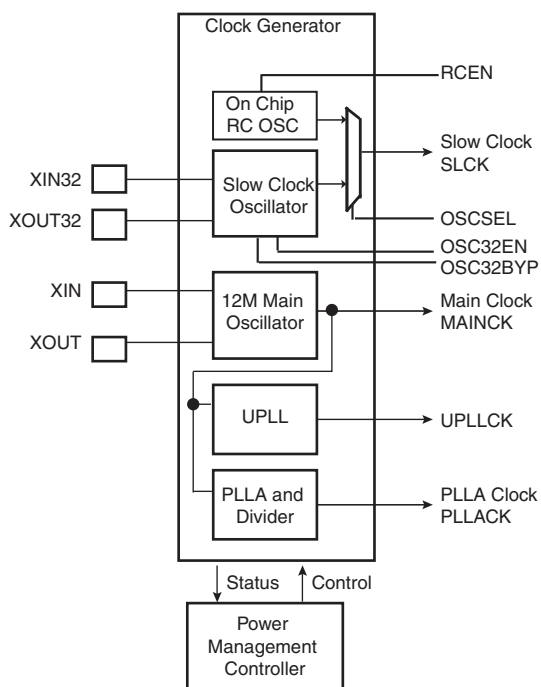 Clock Generator
RCEN
On Chip
RC OSC
Slow Clock
SLCK
XIN32
Slow Clock
Oscillator
XOUT32
OSCSEL
OSC32EN
OSC32BYP
XIN
12M Main
Oscillator
Main Clock
MAINCK
XOUT
UPLL
UPLLCK
PLLA and
Divider
PLLA Clock
PLLACK
Status
Control
Power
Management
Controller